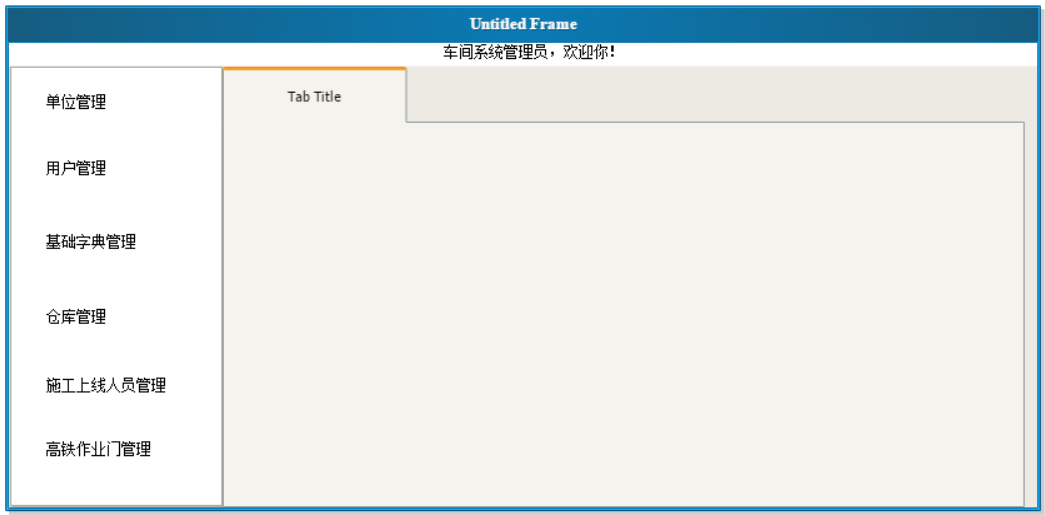 Untitled Frame
车间系统管理员，欢迎你！
单位管理
Tab Title
用户管理
基础字典管理
仓库管理
施工上线人员管理
高铁作业门管理